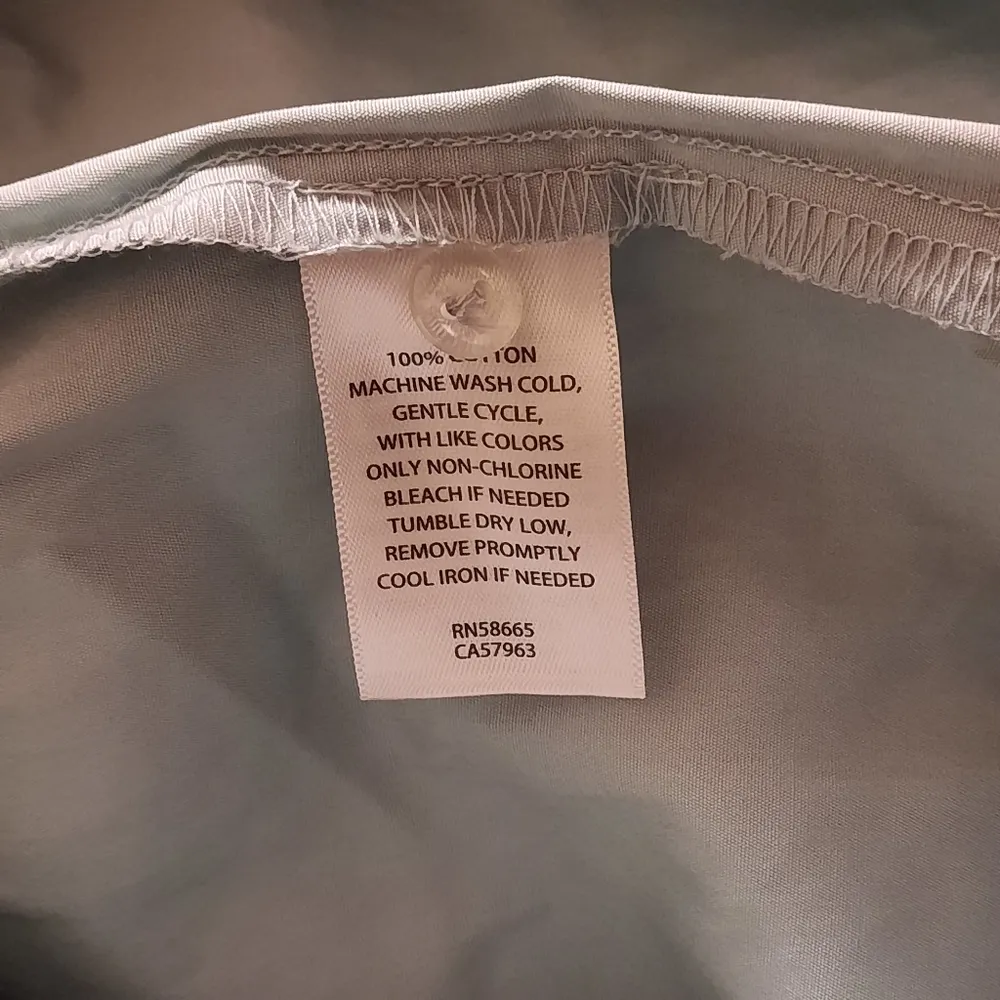 100% COTTON
MACHINE WASH COLD,
GENTLE CYCLE,
WITH LIKE COLORS
ONLY NON-CHLORINE
BLEACH IF NEEDED
TUMBLE DRY LOW,
REMOVE PROMPTLY
COOL IRON IF NEEDED
RN58665
CA57963